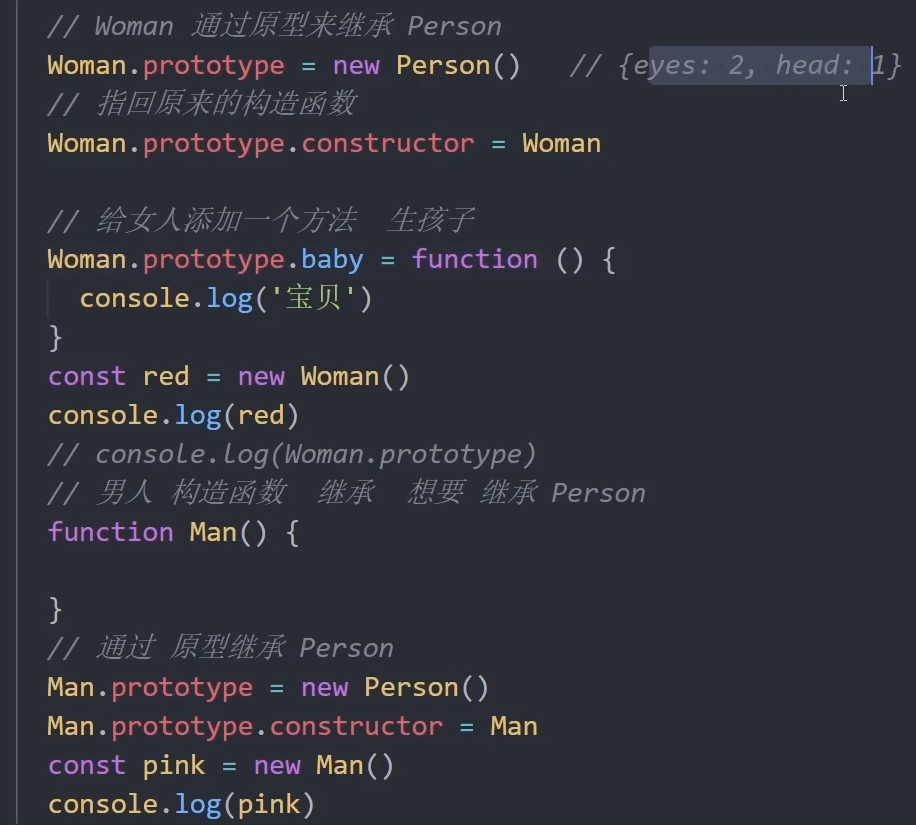 // Woman 通过原型来继承 Person
Woman.prototype = new Person()   // {eyes: 2, head: 1}
// 指回原来的构造函数
Woman.prototype.constructor = Woman
// 给女人添加一个方法  生孩子
Woman.prototype.baby = function () {
  console.log('宝贝')
}
const red = new Woman()
console.log(red)
// console.log(Woman.prototype)
// 男人 构造函数  继承  想要 继承 Person
function Man() {
}
// 通过 原型继承 Person
Man.prototype = new Person()
Man.prototype.constructor = Man
const pink = new Man()
console.log(pink)